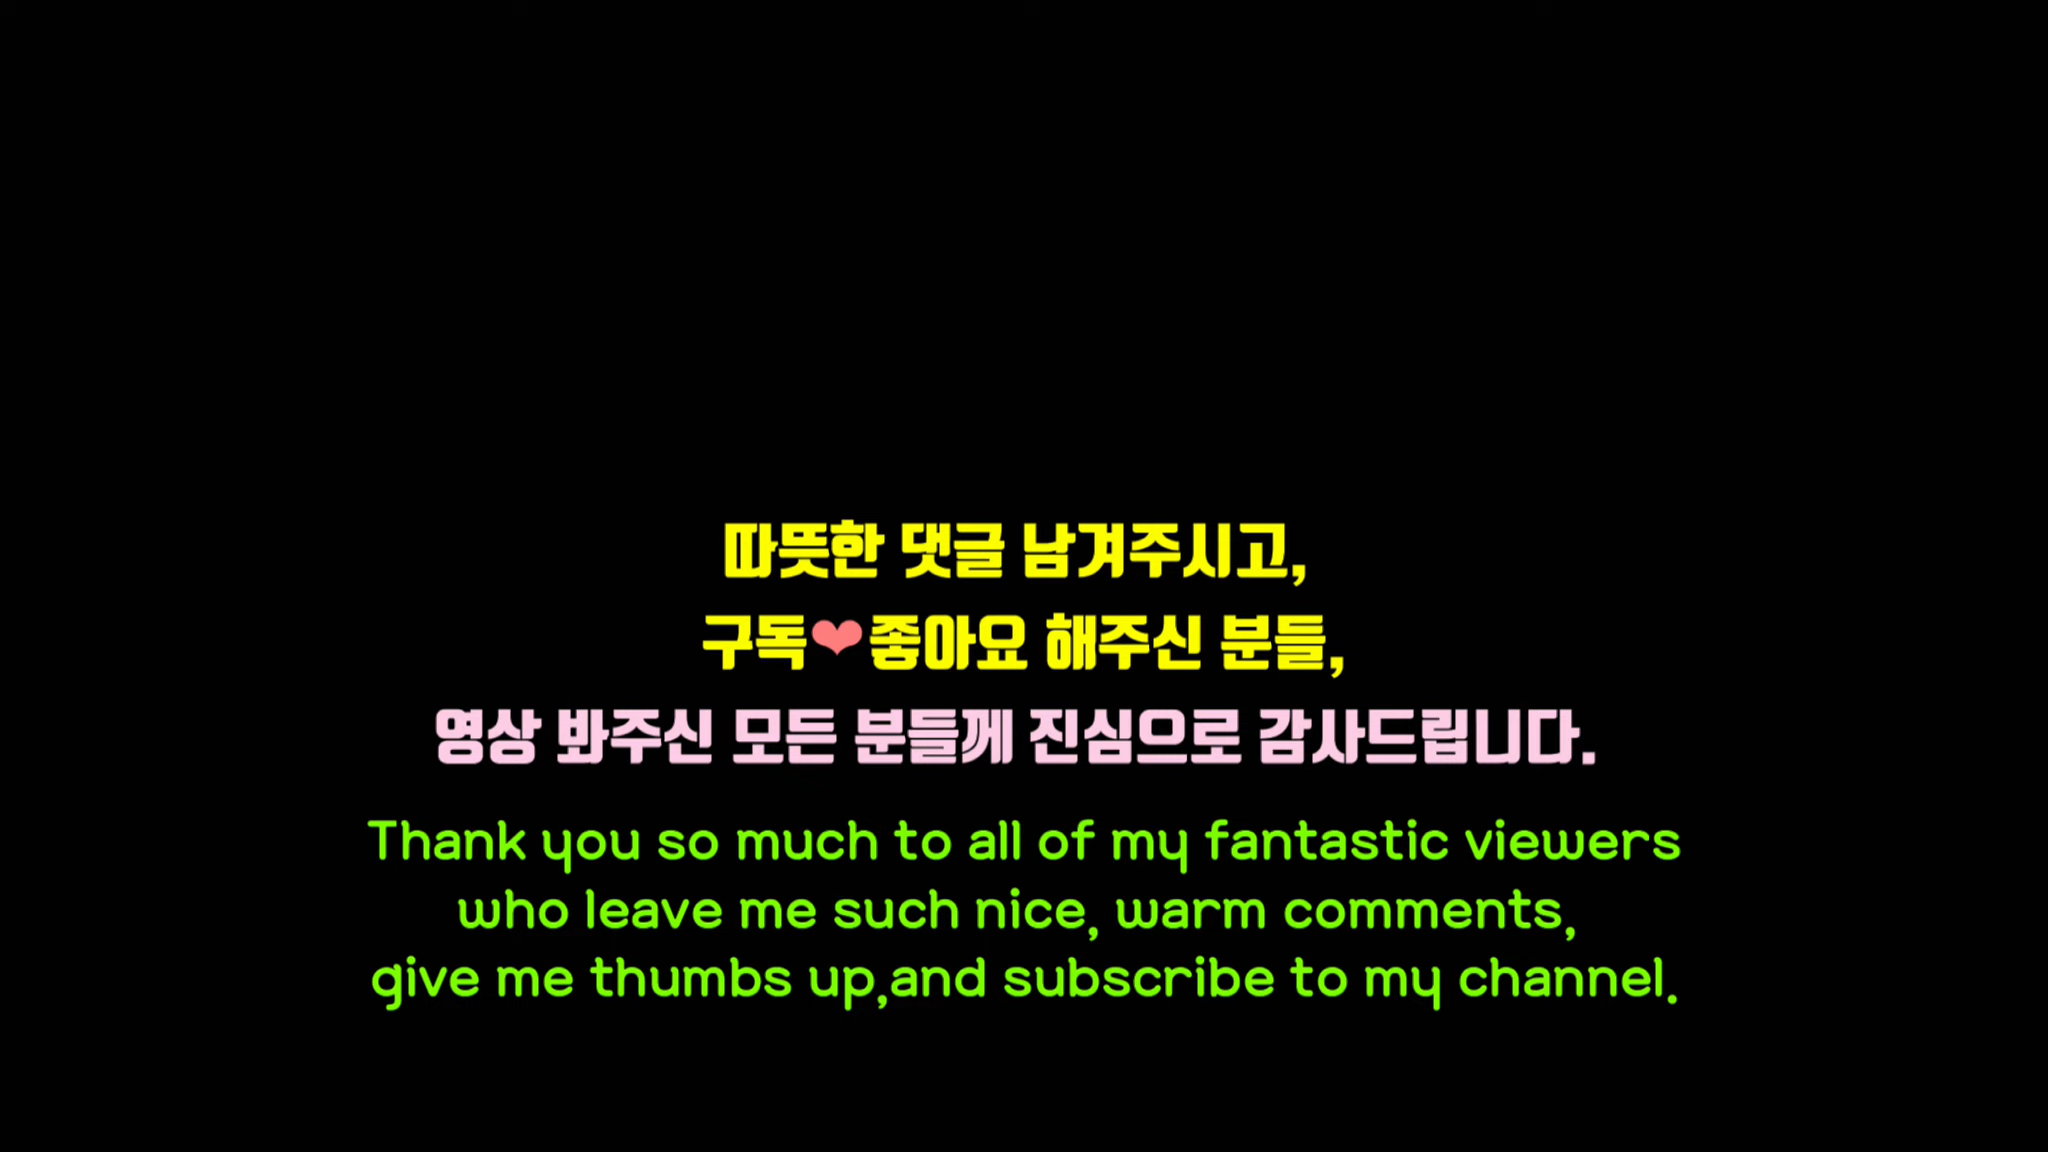 따뜻한 댓글 남겨주시고,
구독❤좋아요 해주신 분들,
영상 봐주신 모든 분들께 진심으로 감사드립니다.
Thank you so much to all of my fantastic viewers
who leave me such nice, warm comments,
give me thumbs up,and subscribe to my channel.